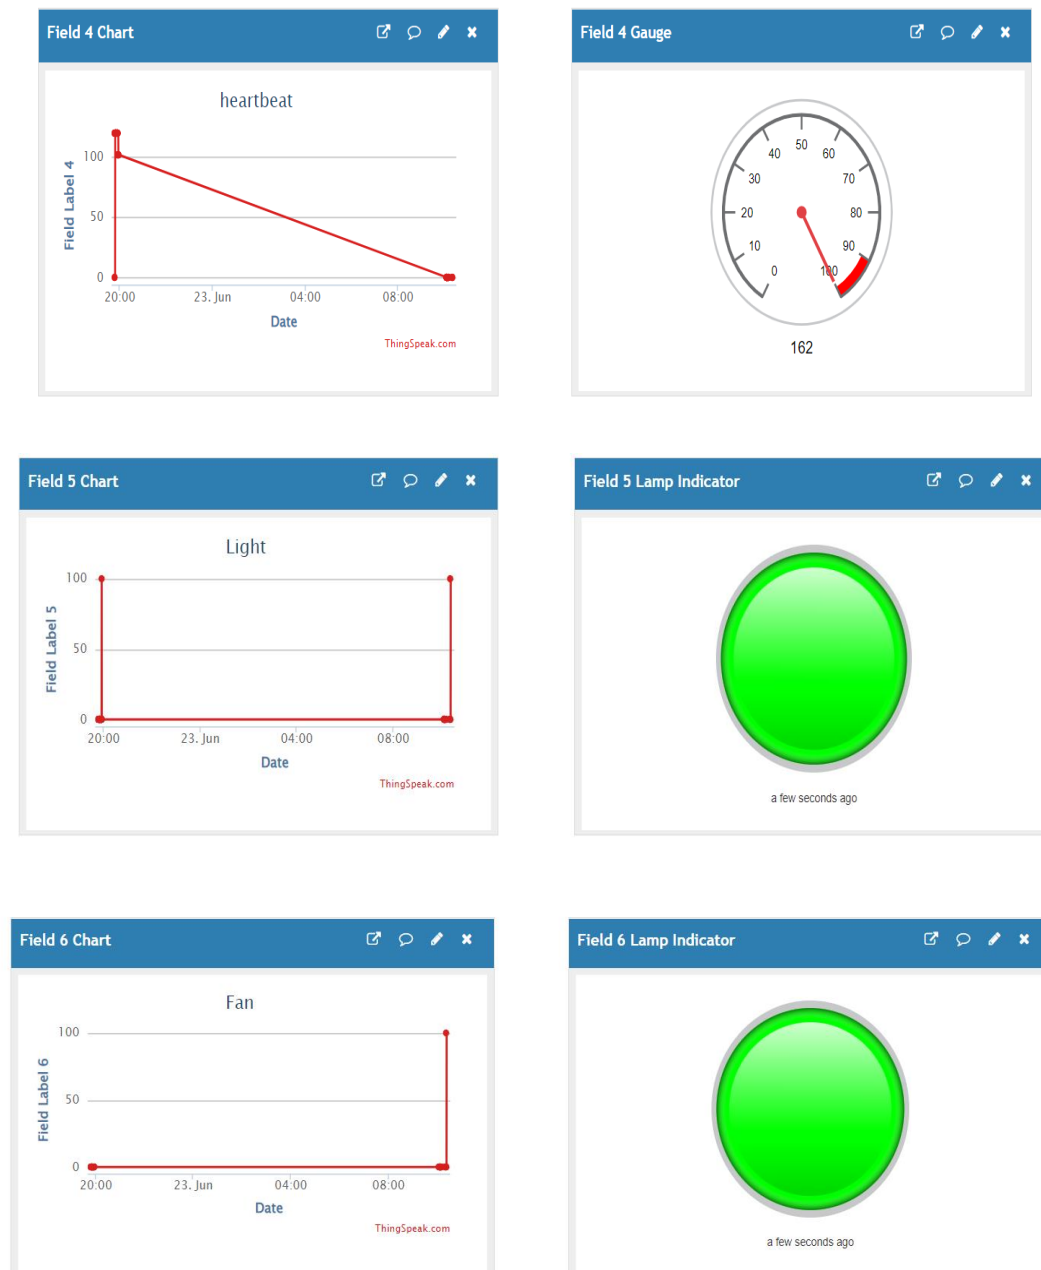 Field 4 Chart
heartbeat
Field Label 4
100
50
0
20:00 23. Jun 04:00 08:00
Date
ThingSpeak.com
Field 4 Gauge
0 10 20 30 40 50 60 70 80 90 100
162
Field 5 Chart
Light
Field Label 5
100
50
0
20:00 23. Jun 04:00 08:00
Date
ThingSpeak.com
Field 5 Lamp Indicator
a few seconds ago
Field 6 Chart
Fan
Field Label 6
100
50
0
20:00 23. Jun 04:00 08:00
Date
ThingSpeak.com
Field 6 Lamp Indicator
a few seconds ago